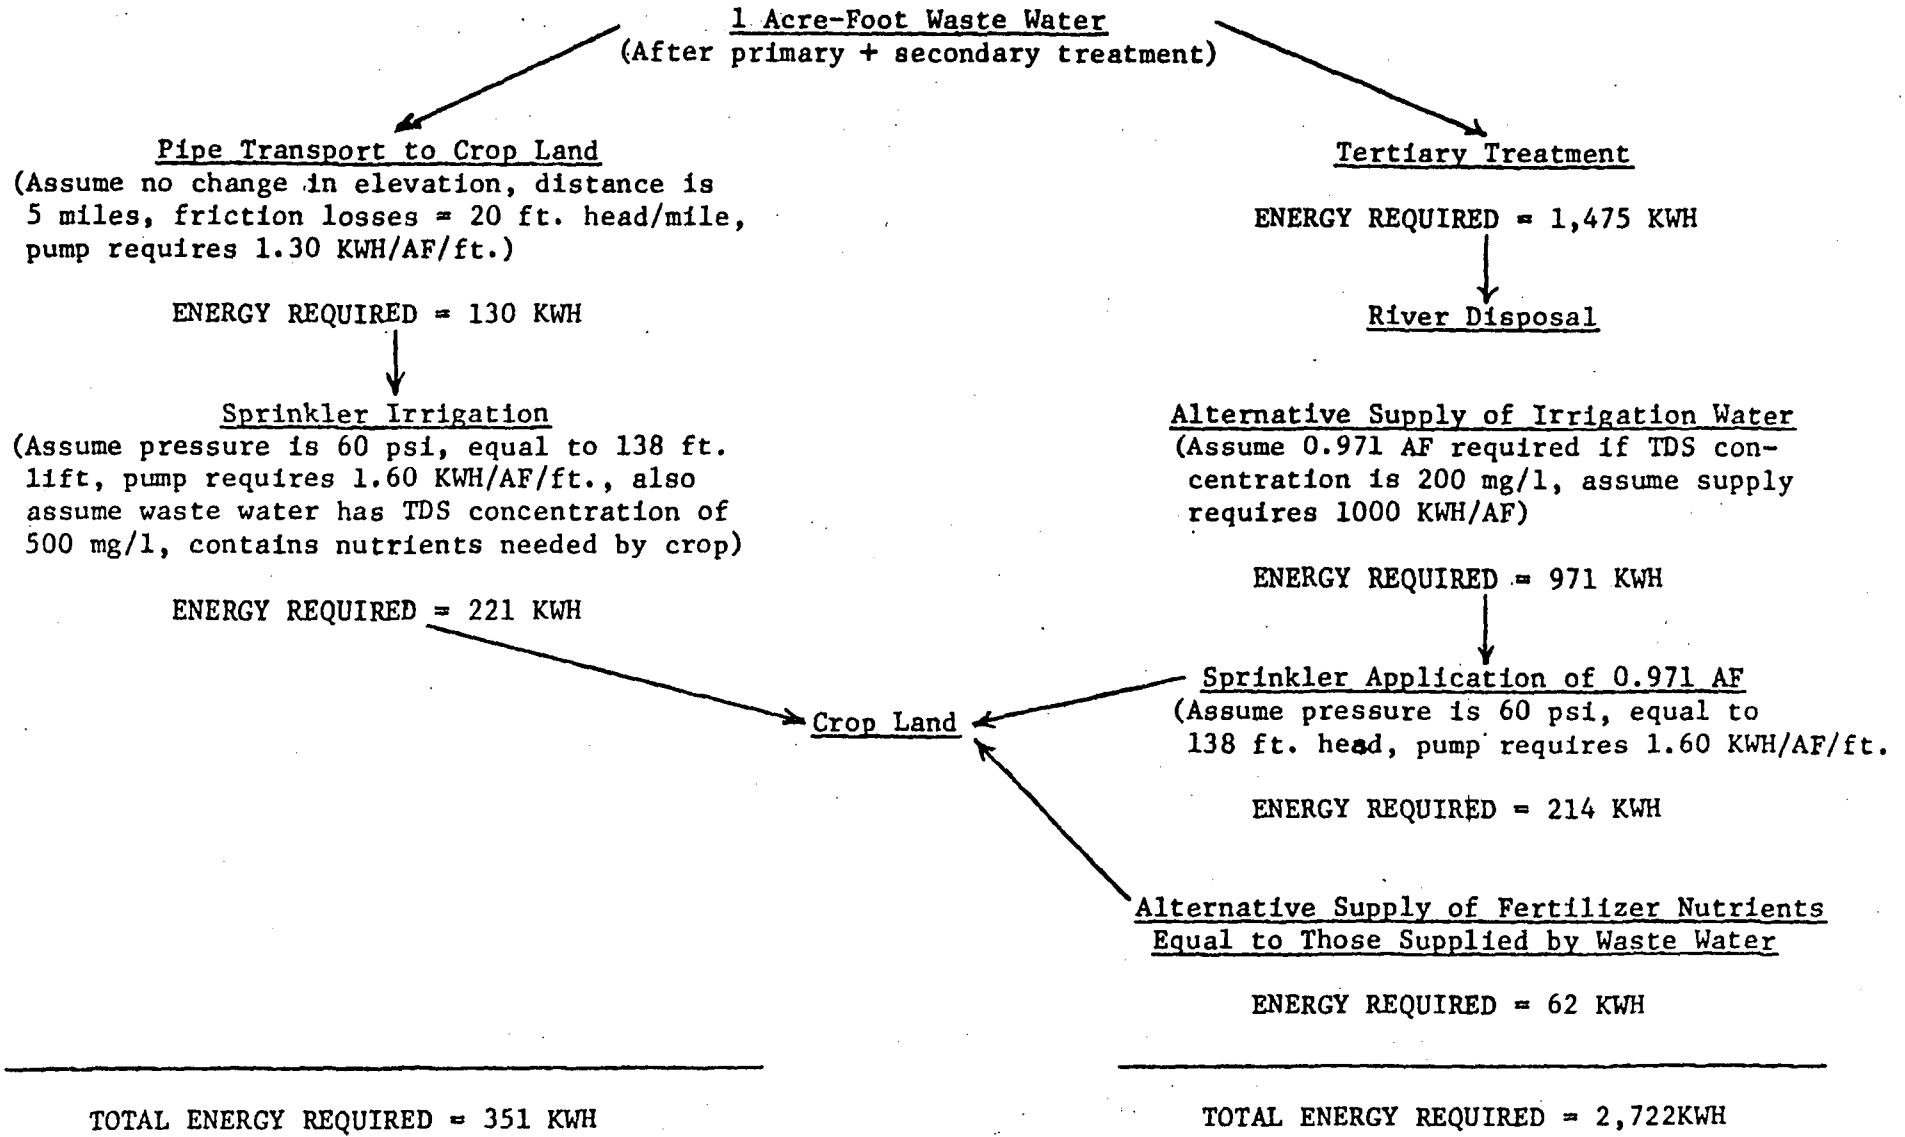 1 Acre-Foot Waste Water
(After primary + secondary treatment)
Pipe Transport to Crop Land
(Assume no change in elevation, distance is
5 miles, friction losses = 20 ft. head/mile,
pump requires 1.30 KWH/AF/ft.)
ENERGY REQUIRED = 130 KWH
Sprinkler Irrigation
(Assume pressure is 60 psi, equal to 138 ft.
lift, pump requires 1.60 KWH/AF/ft., also
assume waste water has TDS concentration of
500 mg/l, contains nutrients needed by crop)
ENERGY REQUIRED = 221 KWH
Tertiary Treatment
ENERGY REQUIRED = 1,475 KWH
River Disposal
Alternative Supply of Irrigation Water
(Assume 0.971 AF required if TDS con-
centration is 200 mg/l, assume supply
requires 1000 KWH/AF)
ENERGY REQUIRED = 971 KWH
Sprinkler Application of 0.971 AF
(Assume pressure is 60 psi, equal to
138 ft. head, pump requires 1.60 KWH/AF/ft.
ENERGY REQUIRED = 214 KWH
Crop Land
Alternative Supply of Fertilizer Nutrients
Equal to Those Supplied by Waste Water
ENERGY REQUIRED = 62 KWH
TOTAL ENERGY REQUIRED = 351 KWH
TOTAL ENERGY REQUIRED = 2,722KWH